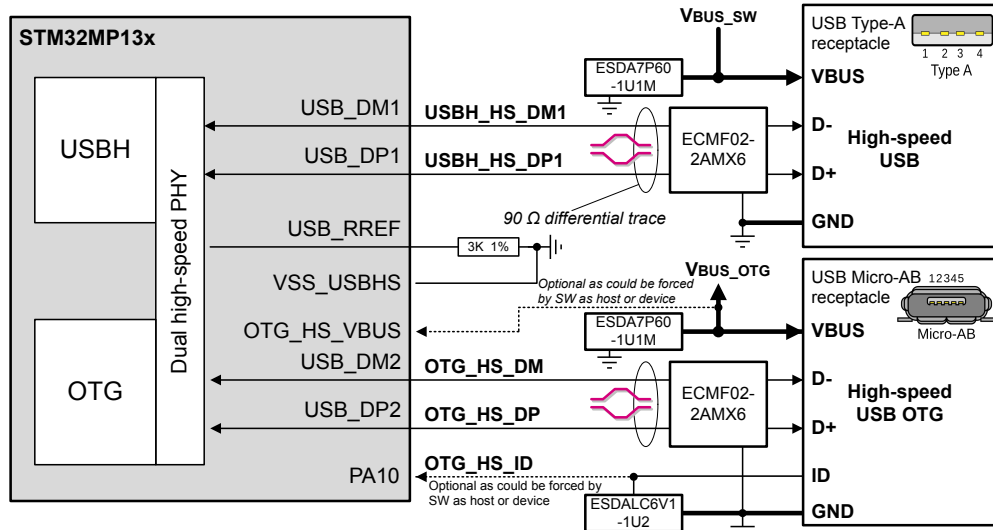 STM32MP13x
USBH
OTG
Dual high-speed PHY
USB_DM1
USB_DP1
USB_RREF
VSS_USBHS
OTG_HS_VBUS
USB_DM2
USB_DP2
PA10
USBH_HS_DM1
USBH_HS_DP1
90 Ω differential trace
3K 1%
Optional as could be forced
by SW as host or device
OTG_HS_DM
OTG_HS_DP
OTG_HS_ID
Optional as could be forced by
SW as host or device
VBUS_SW
ESDA7P60
-1U1M
ECMF02-
2AMX6
VBUS_OTG
ESDA7P60
-1U1M
ECMF02-
2AMX6
ESDALC6V1
-1U2
USB Type-A
receptacle
1 2 3 4
Type A
VBUS
D-
High-speed
USB
D+
GND
USB Micro-AB
receptacle
12345
Micro-AB
VBUS
D-
High-speed
USB OTG
D+
ID
GND